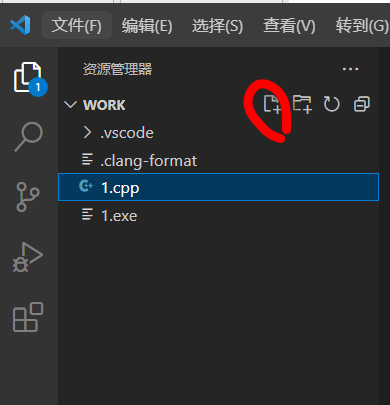 文件(F) 编辑(E) 选择(S) 查看(V) 转到(G)
资源管理器
WORK
.vscode
.clang-format
1.cpp
1.exe
1